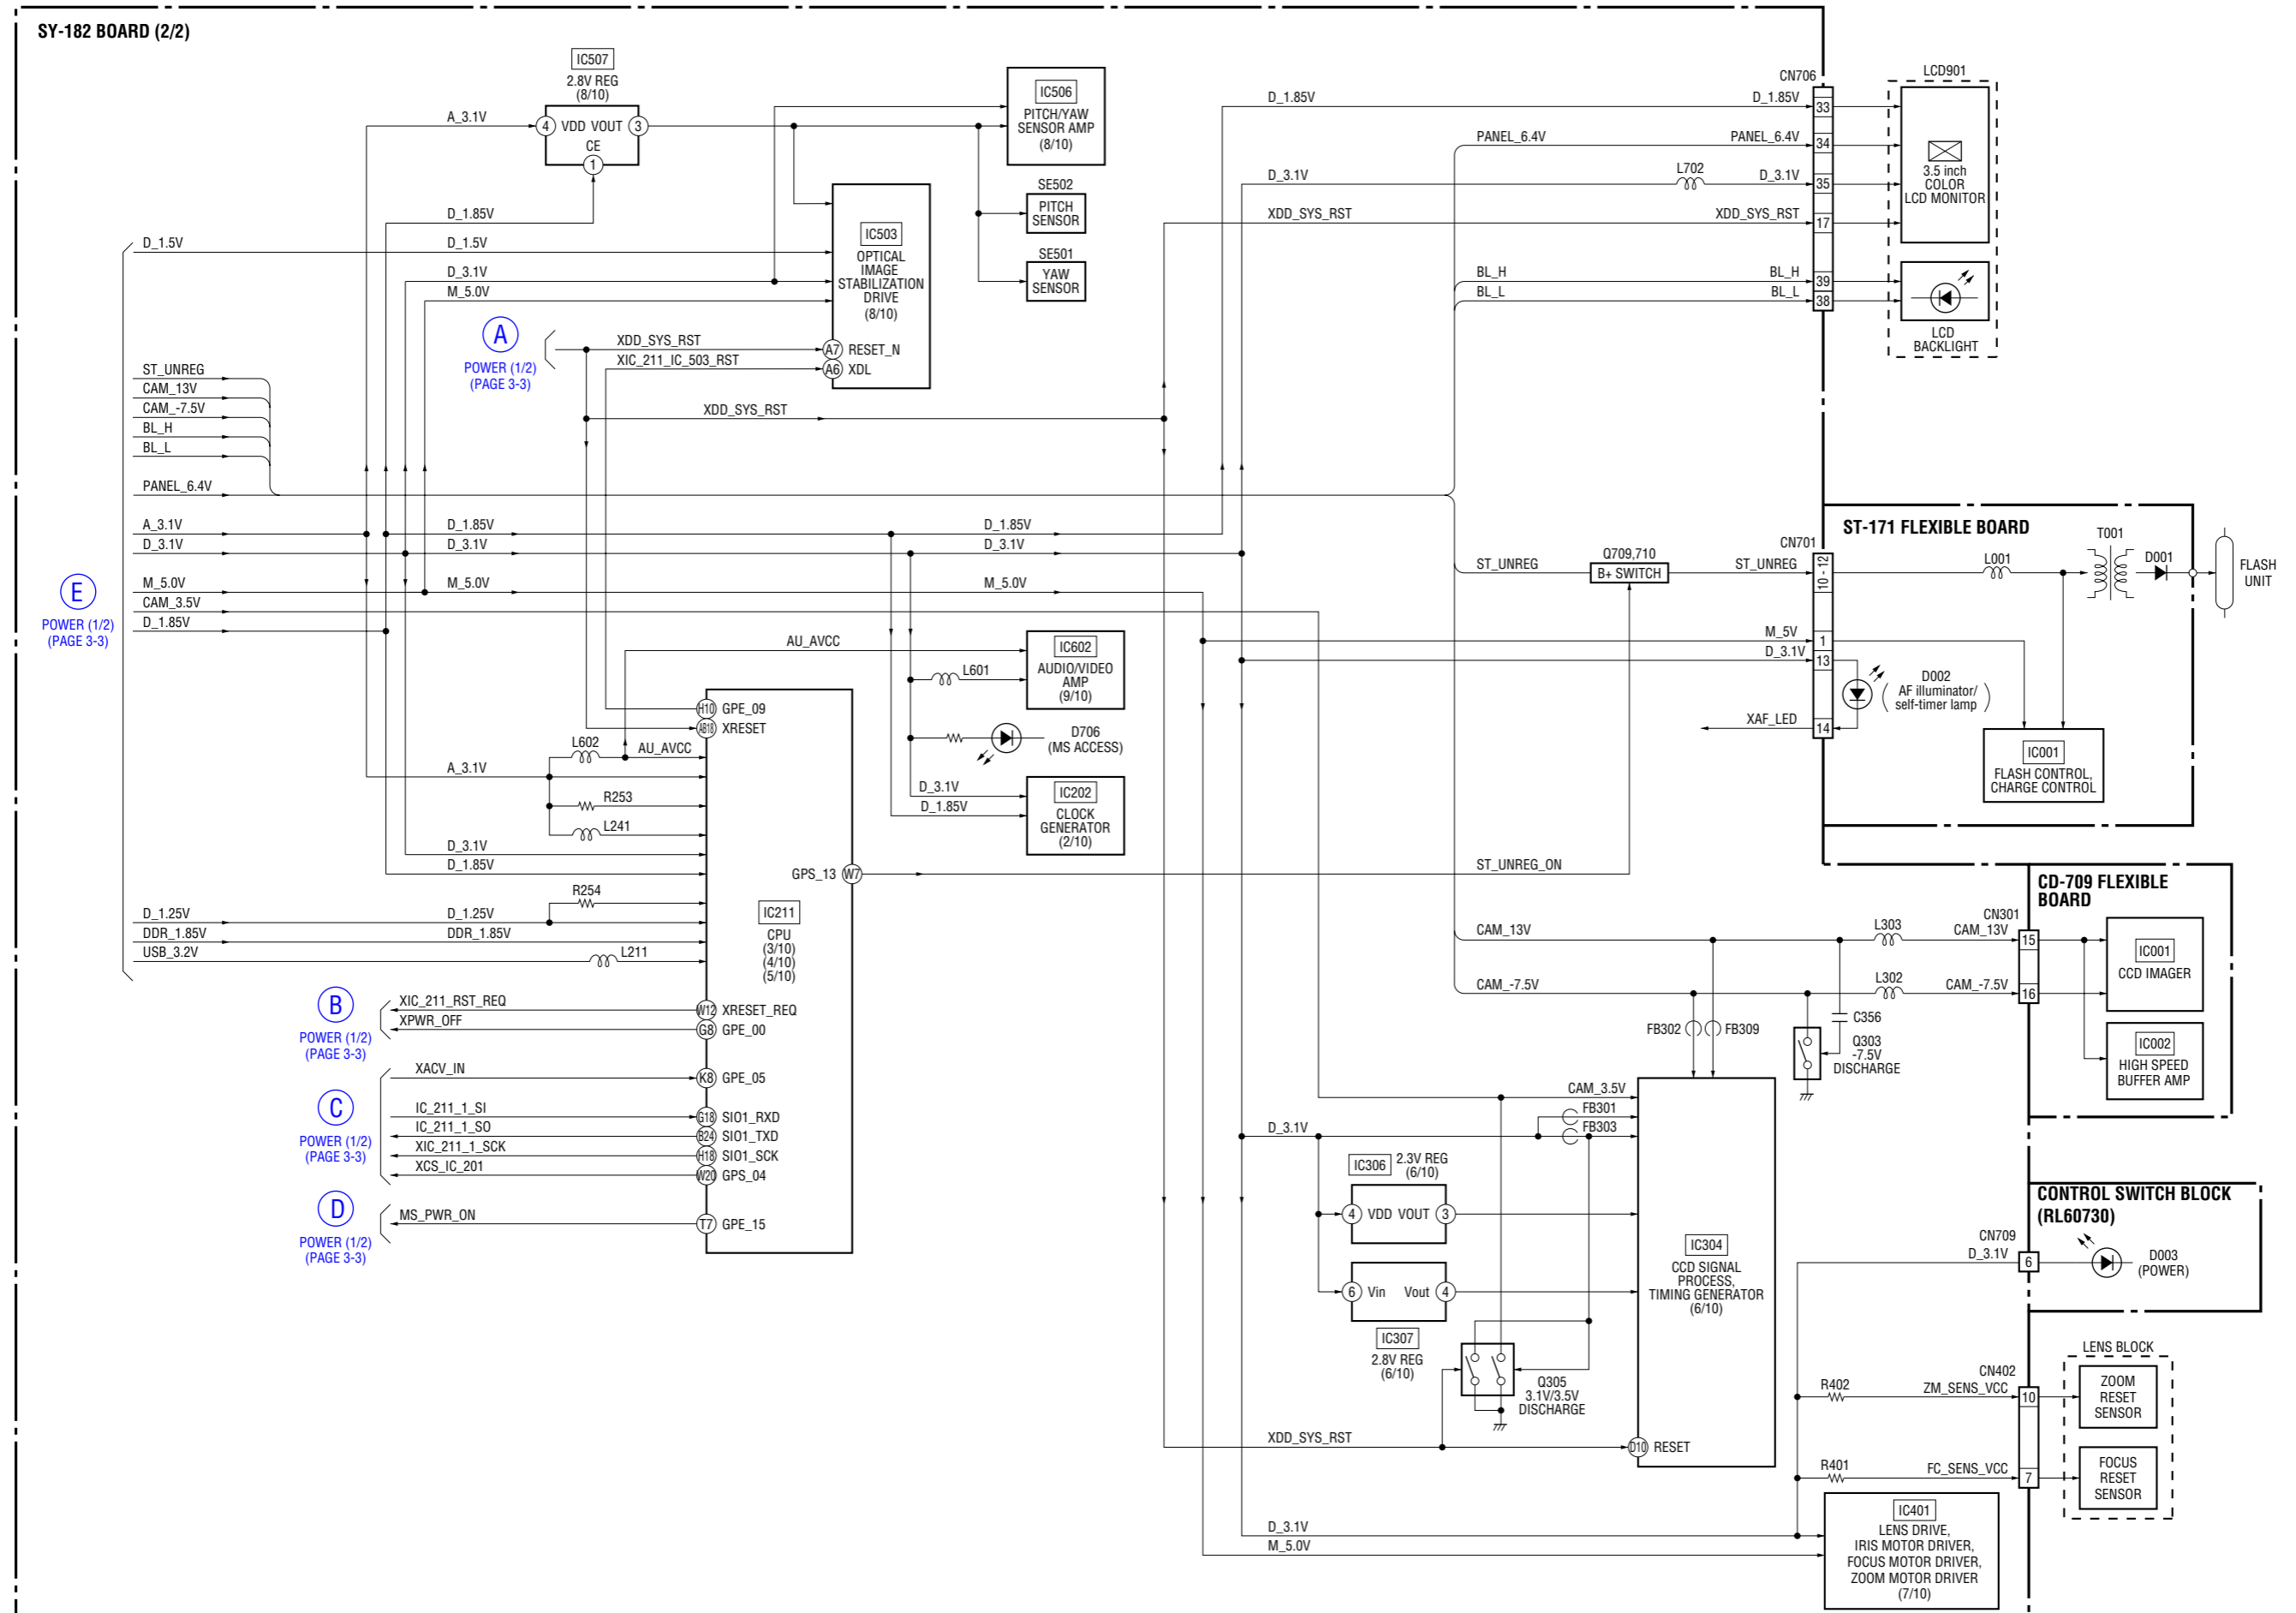 SY-182 BOARD (2/2)
IC507
2.8V REG
(8/10)
A_3.1V
4 VDD VOUT 3
CE
1
D_1.85V
IC506
PITCH/YAW
SENSOR AMP
(8/10)
SE502
PITCH
SENSOR
SE501
YAW
SENSOR
IC503
OPTICAL
IMAGE
STABILIZATION
DRIVE
(8/10)
D_1.5V
D_1.5V
D_3.1V
M_5.0V
A
POWER (1/2)
(PAGE 3-3)
XDD_SYS_RST
XIC_211_IC_503_RST
A7 RESET_N
A6 XDL
XDD_SYS_RST
ST_UNREG
CAM_13V
CAM_-7.5V
BL_H
BL_L
PANEL_6.4V
A_3.1V
D_3.1V
M_5.0V
CAM_3.5V
D_1.85V
E
POWER (1/2)
(PAGE 3-3)
D_1.85V
D_3.1V
M_5.0V
D_1.85V
D_3.1V
M_5.0V
AU_AVCC
IC602
AUDIO/VIDEO
AMP
(9/10)
L601
D706
(MS ACCESS)
D_3.1V
D_1.85V
IC202
CLOCK
GENERATOR
(2/10)
H10 GPE_09
AB18 XRESET
L602
AU_AVCC
A_3.1V
R253
L241
D_3.1V
D_1.85V
GPS_13 W7
R254
D_1.25V
D_1.25V
DDR_1.85V
DDR_1.85V
USB_3.2V
L211
IC211
CPU
(3/10)
(4/10)
(5/10)
B
POWER (1/2)
(PAGE 3-3)
XIC_211_RST_REQ
XPWR_OFF
W12 XRESET_REQ
G8 GPE_00
C
POWER (1/2)
(PAGE 3-3)
XACV_IN
K8 GPE_05
IC_211_1_SI
G18 SIO1_RXD
IC_211_1_SO
B24 SIO1_TXD
XIC_211_1_SCK
H18 SIO1_SCK
XCS_IC_201
W20 GPS_04
D
POWER (1/2)
(PAGE 3-3)
MS_PWR_ON
T7 GPE_15
CN706
D_1.85V
D_1.85V
33
PANEL_6.4V
PANEL_6.4V
34
D_3.1V
L702
D_3.1V
35
XDD_SYS_RST
XDD_SYS_RST
17
BL_H
BL_H
39
BL_L
BL_L
38
LCD901
3.5 inch
COLOR
LCD MONITOR
LCD
BACKLIGHT
ST-171 FLEXIBLE BOARD
CN701
ST_UNREG
Q709,710
B+ SWITCH
ST_UNREG
10 - 12
L001
T001
D001
FLASH
UNIT
M_5V
1
D_3.1V
13
D002
AF illuminator/
self-timer lamp
XAF_LED
14
IC001
FLASH CONTROL,
CHARGE CONTROL
ST_UNREG_ON
CD-709 FLEXIBLE
BOARD
CN301
CAM_13V
L303
CAM_13V
15
IC001
CCD IMAGER
CAM_-7.5V
L302
CAM_-7.5V
16
IC002
HIGH SPEED
BUFFER AMP
C356
FB302
FB309
Q303
-7.5V
DISCHARGE
CAM_3.5V
FB301
FB303
D_3.1V
IC306
2.3V REG
(6/10)
4 VDD VOUT 3
6 Vin Vout 4
IC307
2.8V REG
(6/10)
IC304
CCD SIGNAL
PROCESS,
TIMING GENERATOR
(6/10)
Q305
3.1V/3.5V
DISCHARGE
XDD_SYS_RST
D10 RESET
CONTROL SWITCH BLOCK
(RL60730)
CN709
D_3.1V
6
D003
(POWER)
LENS BLOCK
CN402
R402
ZM_SENS_VCC
10
ZOOM
RESET
SENSOR
R401
FC_SENS_VCC
7
FOCUS
RESET
SENSOR
D_3.1V
M_5.0V
IC401
LENS DRIVE,
IRIS MOTOR DRIVER,
FOCUS MOTOR DRIVER,
ZOOM MOTOR DRIVER
(7/10)